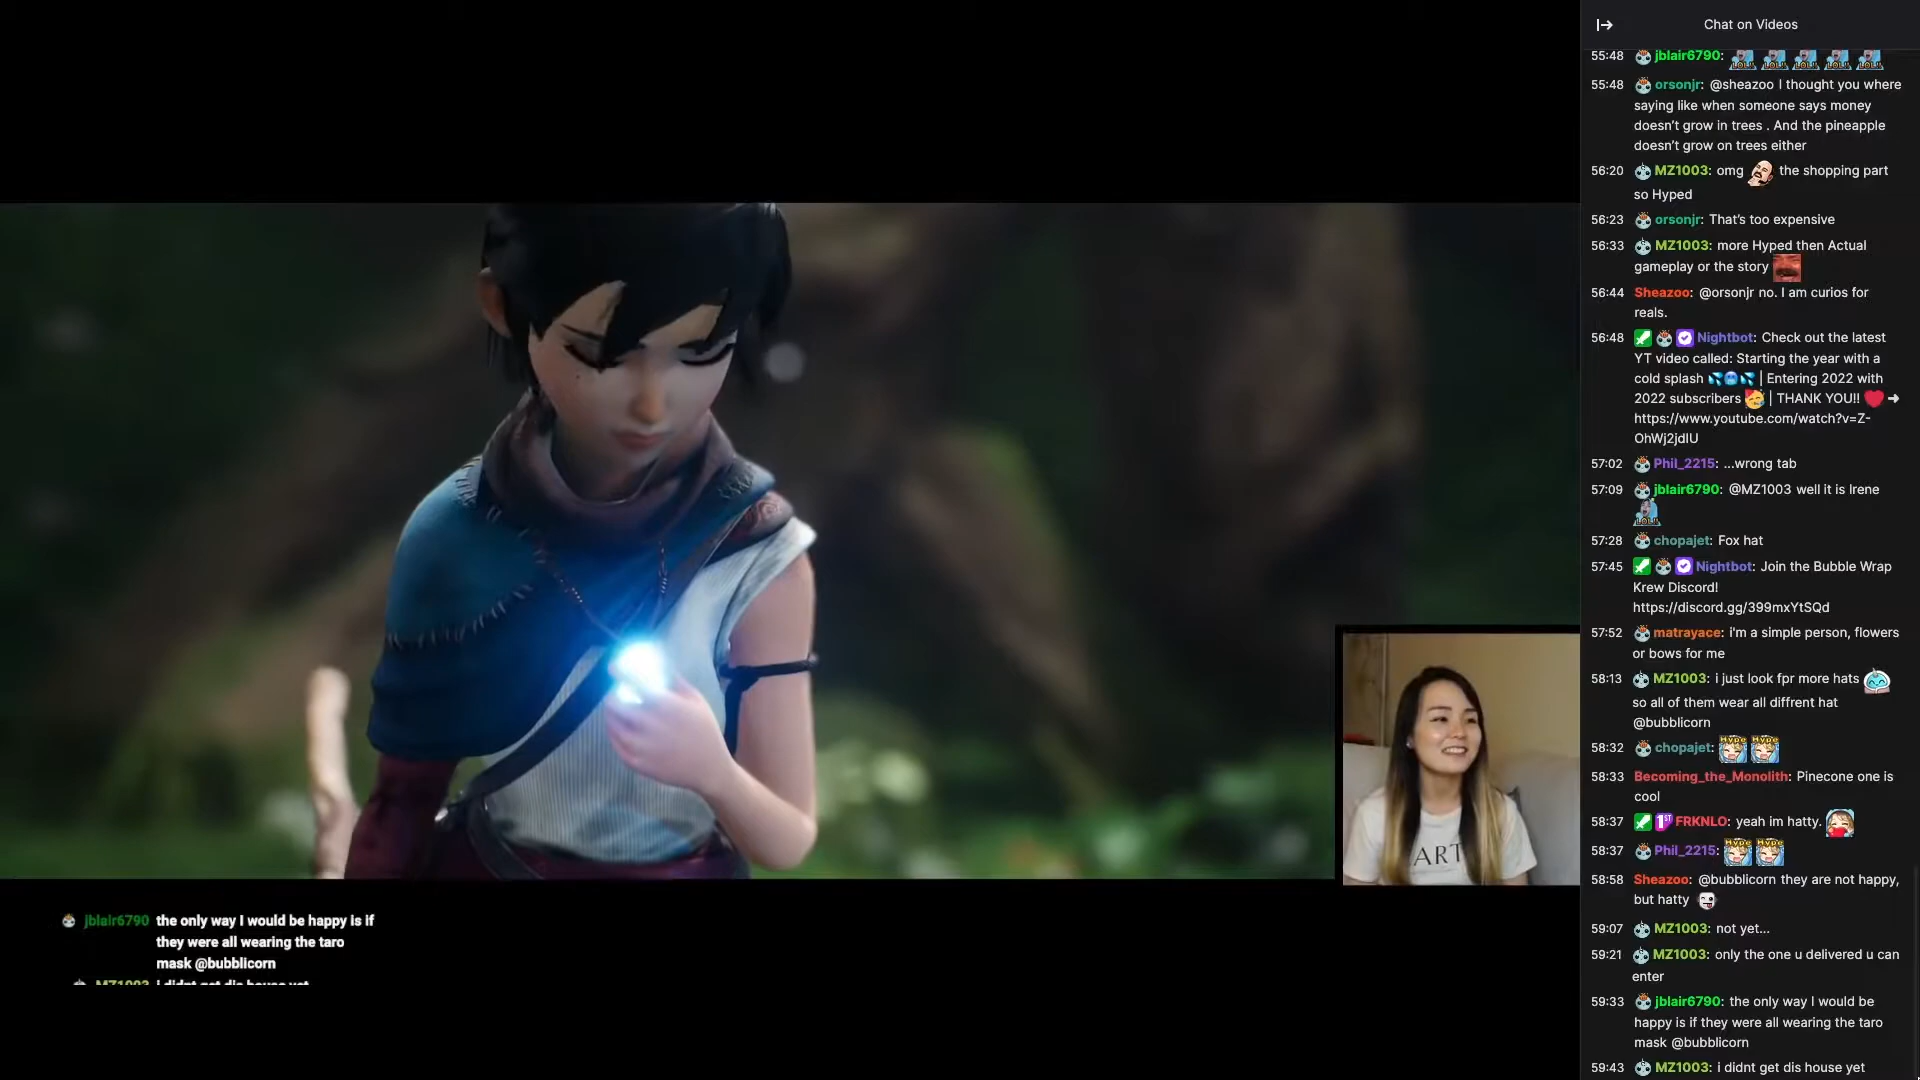 Chat on Videos
55:48 jblair6790:
55:48 orsonjr: @sheazoo I thought you where
saying like when someone says money
doesn’t grow in trees . And the pineapple
doesn’t grow on trees either
56:20 MZ1003: omg the shopping part
so Hyped
56:23 orsonjr: That’s too expensive
56:33 MZ1003: more Hyped then Actual
gameplay or the story
56:44 Sheazoo: @orsonjr no. I am curios for
reals.
56:48 Nightbot: Check out the latest
YT video called: Starting the year with a
cold splash 💦🥶💦 | Entering 2022 with
2022 subscribers 🥳 | THANK YOU!! ❤️ ➜
https://www.youtube.com/watch?v=Z-
OhWj2jdIU
57:02 Phil_2215: ...wrong tab
57:09 jblair6790: @MZ1003 well it is Irene
57:28 chopajet: Fox hat
57:45 Nightbot: Join the Bubble Wrap
Krew Discord!
https://discord.gg/399mxYtSQd
57:52 matrayace: i'm a simple person, flowers
or bows for me
58:13 MZ1003: i just look fpr more hats
so all of them wear all diffrent hat
@bubblicorn
58:32 chopajet: Hype Hype
58:33 Becoming_the_Monolith: Pinecone one is
cool
58:37 1ST FRKNLO: yeah im hatty.
58:37 Phil_2215: Hype Hype
58:58 Sheazoo: @bubblicorn they are not happy,
but hatty
59:07 MZ1003: not yet...
59:21 MZ1003: only the one u delivered u can
enter
59:33 jblair6790: the only way I would be
happy is if they were all wearing the taro
mask @bubblicorn
59:43 MZ1003: i didnt get dis house yet
ART
jblair6790 the only way I would be happy is if
they were all wearing the taro
mask @bubblicorn
MZ1003 i didnt get dis house yet